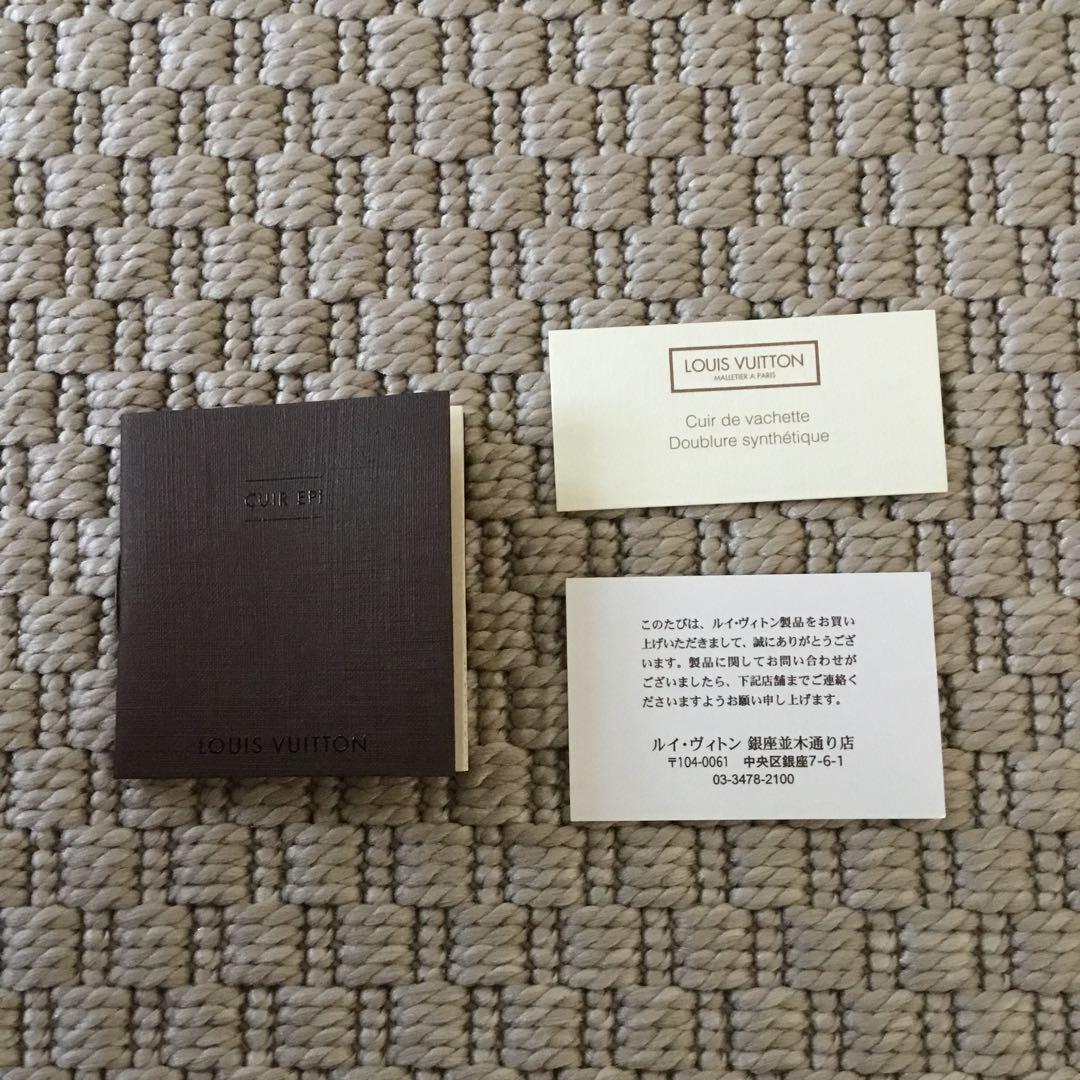 CUIR EPI
LOUIS VUITTON
LOUIS VUITTON
MALLETIER A PARIS
Cuir de vachette
Doublure synthétique
このたびは、ルイ・ヴィトン製品をお買い
上げいただきまして、誠にありがとうござ
います。製品に関してお問い合わせが
ございましたら、下記店舗までご連絡く
ださいますようお願い申し上げます。
ルイ・ヴィトン 銀座並木通り店
〒104-0061 中央区銀座7-6-1
03-3478-2100